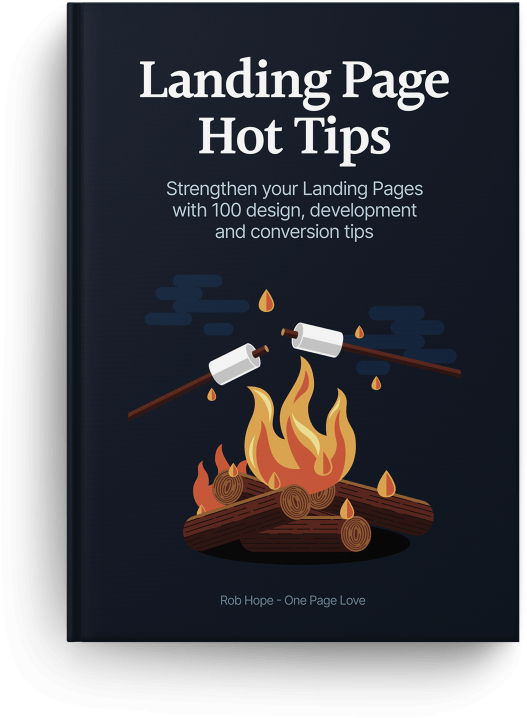 Landing Page
Hot Tips
Strengthen your Landing Pages
with 100 design, development
and conversion tips
Rob Hope - One Page Love